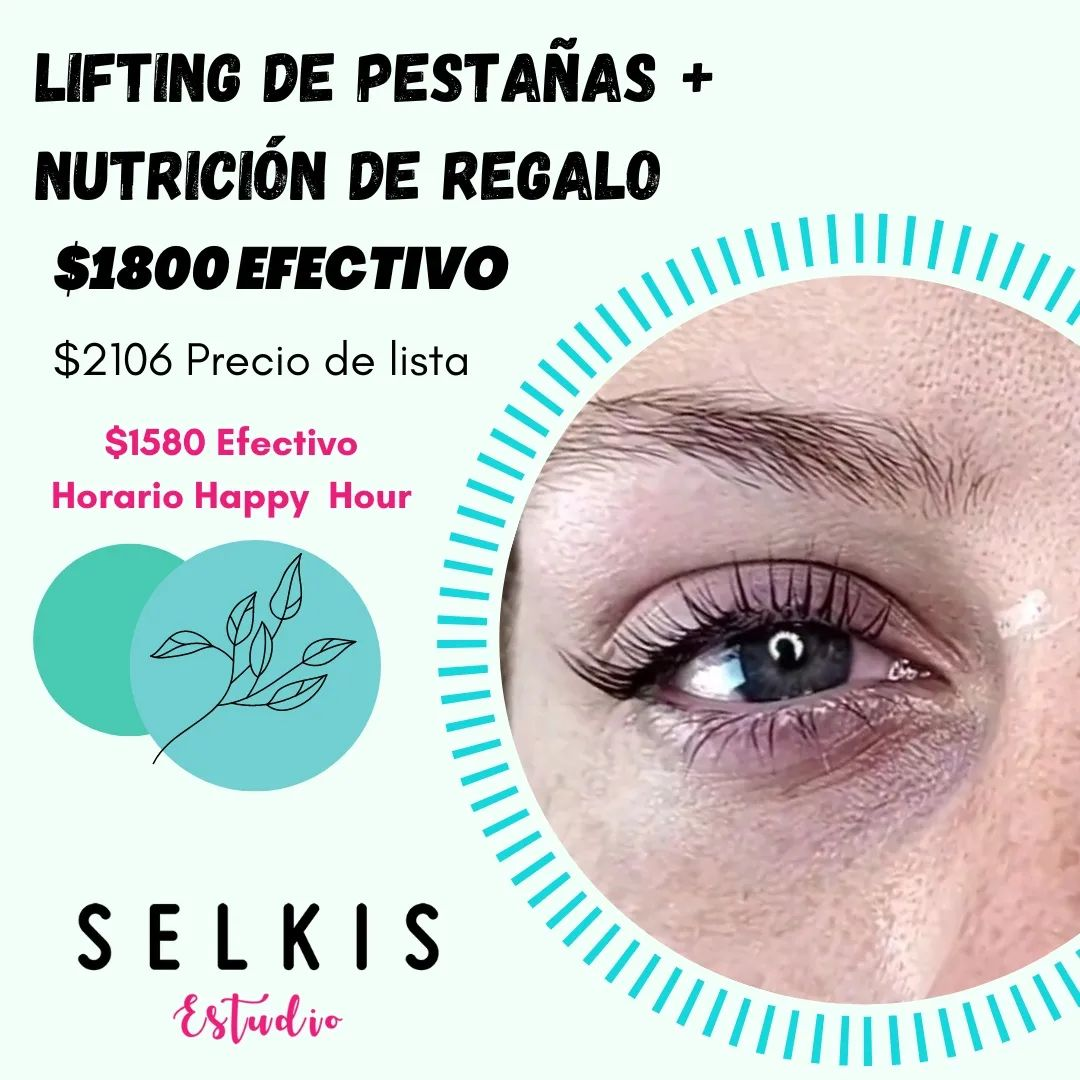 LIFTING DE PESTAÑAS +
NUTRICIÓN DE REGALO
$1800 EFECTIVO
$2106 Precio de lista
$1580 Efectivo
Horario Happy Hour
SELKIS
Estudio